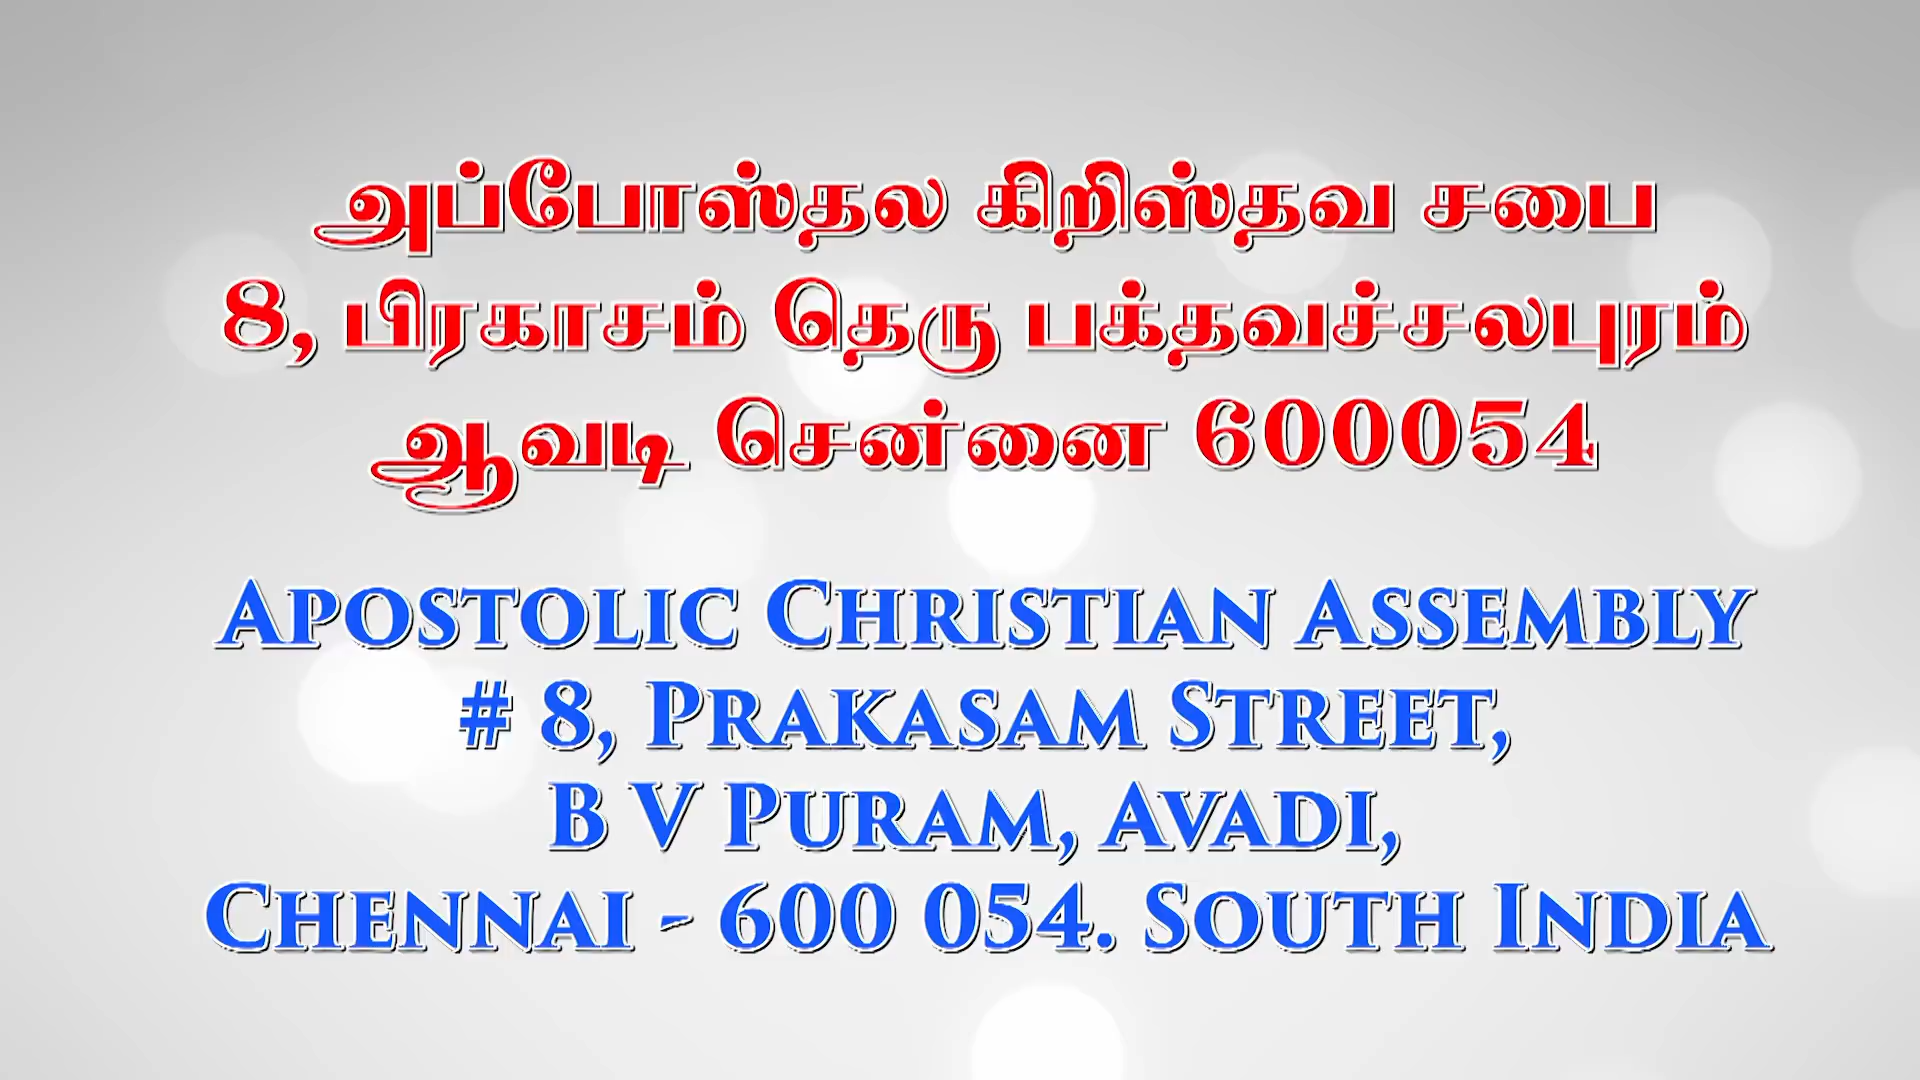 அப்போஸ்தல கிறிஸ்தவ சபை
8, பிரகாசம் தெரு பக்தவச்சலபுரம்
ஆவடி சென்னை 600054
Apostolic Christian Assembly
# 8, Prakasam Street,
B V Puram, Avadi,
Chennai - 600 054. South India